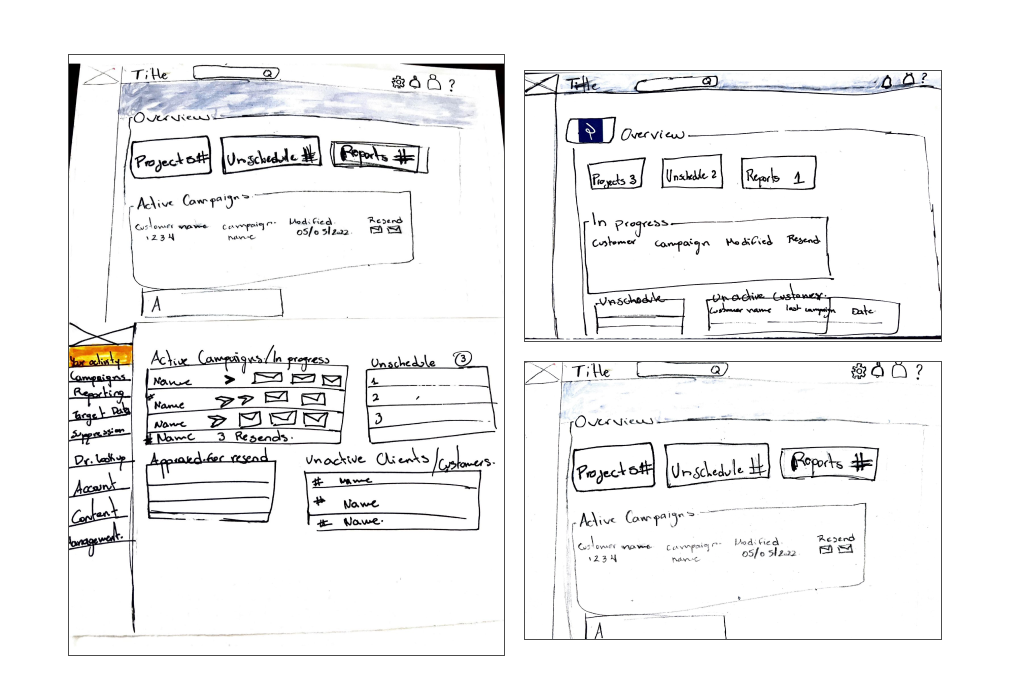 Title
Overview
Projects # Unschedule # Reports #
Active Campaigns
Customer name campaign name Modified Resend
1234 05/05/2022
A
Your activity
Campaigns
Reporting
Target Data
Suppression
Dr. Lookup
Account
Content
Management.
Active Campaigns/In progress
Name >
# Name >>
Name >>
# Name 3 Resends.
Unschedule 3
1
2
3
Approved for resend
Unactive Clients/Customers.
# Name
# Name
# Name.
Title ?
Overview
Projects 3 Unschedule 2 Reports 1
In progress
Customer campaign Modified Resend
Unschedule
Unactive Customer.
Customer name last campaign Date
Title ?
Overview
Projects # Unschedule # Reports #
Active Campaigns
Customer name campaign name Modified Resend
1234 05/05/2022
A